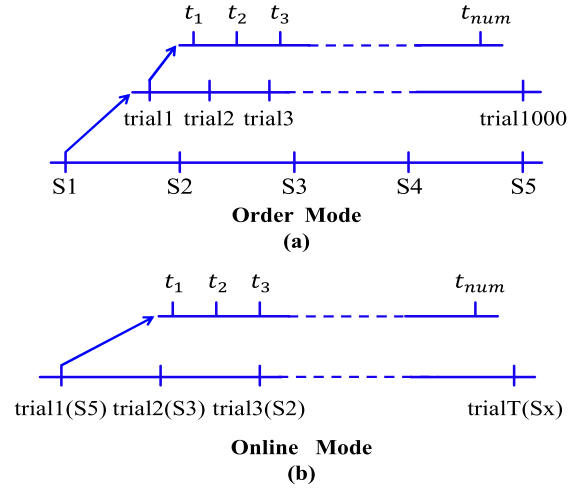 t₁ t₂ t₃ tₙᵤₘ
trial1 trial2 trial3 trial1000
S1 S2 S3 S4 S5
Order Mode
(a)
t₁ t₂ t₃ tₙᵤₘ
trial1(S5) trial2(S3) trial3(S2) trialT(Sx)
Online Mode
(b)